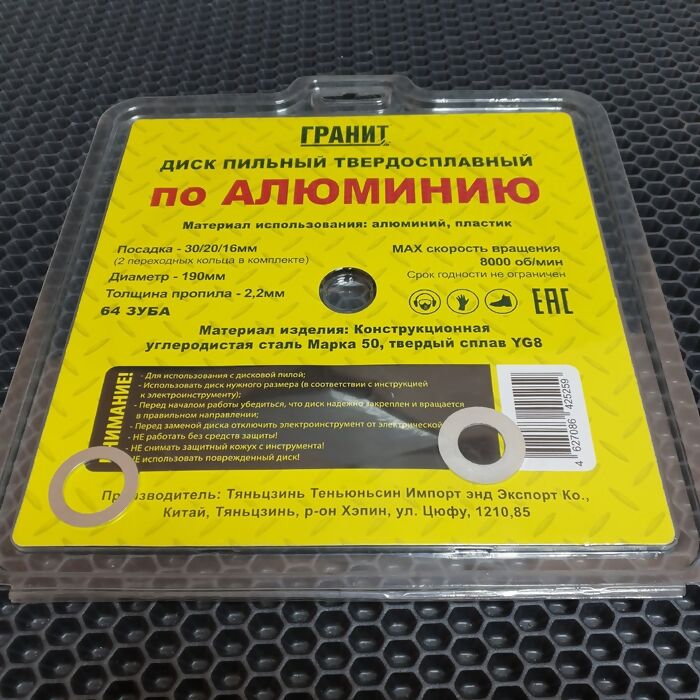 ГРАНИТ
ДИСК ПИЛЬНЫЙ ТВЕРДОСПЛАВНЫЙ
по АЛЮМИНИЮ
Материал использования: алюминий, пластик
Посадка - 30/20/16мм
(2 переходных кольца в комплекте)
Диаметр - 190мм
Толщина пропила - 2,2мм
64 ЗУБА
MAX скорость вращения
8000 об/мин
Срок годности не ограничен
EAC
Материал изделия: Конструкционная
углеродистая сталь Марка 50, твердый сплав YG8
ВНИМАНИЕ!
- Для использования с дисковой пилой;
- Использовать диск нужного размера (в соответствии с инструкцией
к электроинструменту);
- Перед началом работы убедиться, что диск надежно закреплен и вращается
в правильном направлении;
- Перед заменой диска отключить электроинструмент от электрической
- НЕ работать без средств защиты!
- НЕ снимать защитный кожух с инструмента!
- НЕ использовать поврежденный диск!
4 627086 425259
Производитель: Тяньцзинь Теньюньсин Импорт энд Экспорт Ко.,
Китай, Тяньцзинь, р-он Хэпин, ул. Цюфу, 1210,85